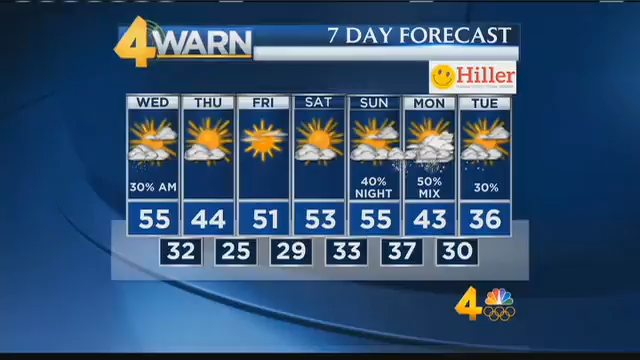 4WARN
7 DAY FORECAST
Hiller
WED THU FRI SAT SUN MON TUE
30% AM
40% NIGHT
50% MIX
30%
55 44 51 53 55 43 36
32 25 29 33 37 30
4